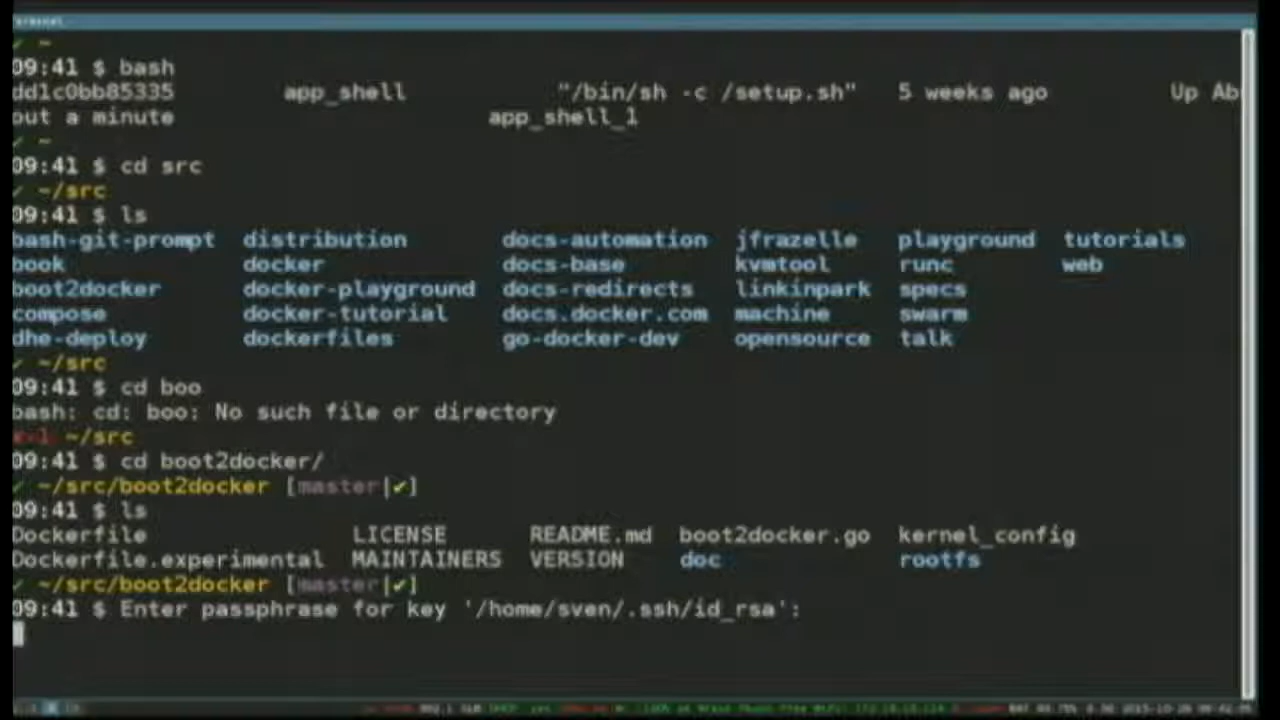 ~
09:41 $ bash
dd1c0bb85335 app_shell "/bin/sh -c /setup.sh" 5 weeks ago Up Ab
out a minute app_shell_1
✓ ~
09:41 $ cd src
✓ ~/src
09:41 $ ls
bash-git-prompt distribution docs-automation jfrazelle playground tutorials
book docker docs-base kvmtool runc web
boot2docker docker-playground docs-redirects linkinpark specs
compose docker-tutorial docs.docker.com machine swarm
dhe-deploy dockerfiles go-docker-dev opensource talk
✓ ~/src
09:41 $ cd boo
bash: cd: boo: No such file or directory
✘-1 ~/src
09:41 $ cd boot2docker/
✓ ~/src/boot2docker [master|✔]
09:41 $ ls
Dockerfile LICENSE README.md boot2docker.go kernel_config
Dockerfile.experimental MAINTAINERS VERSION doc rootfs
✓ ~/src/boot2docker [master|✔]
09:41 $ Enter passphrase for key '/home/sven/.ssh/id_rsa':